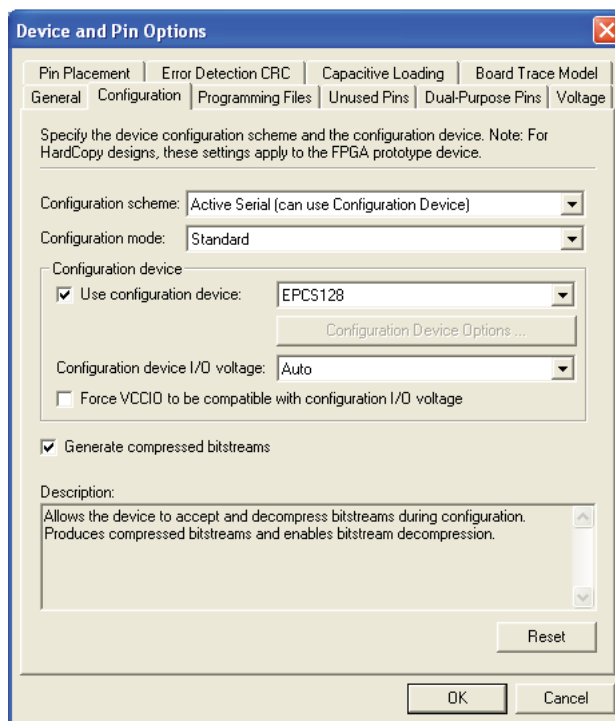 Device and Pin Options
Pin Placement
Error Detection CRC
Capacitive Loading
Board Trace Model
General
Configuration
Programming Files
Unused Pins
Dual-Purpose Pins
Voltage
Specify the device configuration scheme and the configuration device. Note: For
HardCopy designs, these settings apply to the FPGA prototype device.
Configuration scheme: Active Serial (can use Configuration Device)
Configuration mode: Standard
Configuration device
Use configuration device: EPCS128
Configuration Device Options ...
Configuration device I/O voltage: Auto
Force VCCIO to be compatible with configuration I/O voltage
Generate compressed bitstreams
Description:
Allows the device to accept and decompress bitstreams during configuration.
Produces compressed bitstreams and enables bitstream decompression.
Reset
OK
Cancel